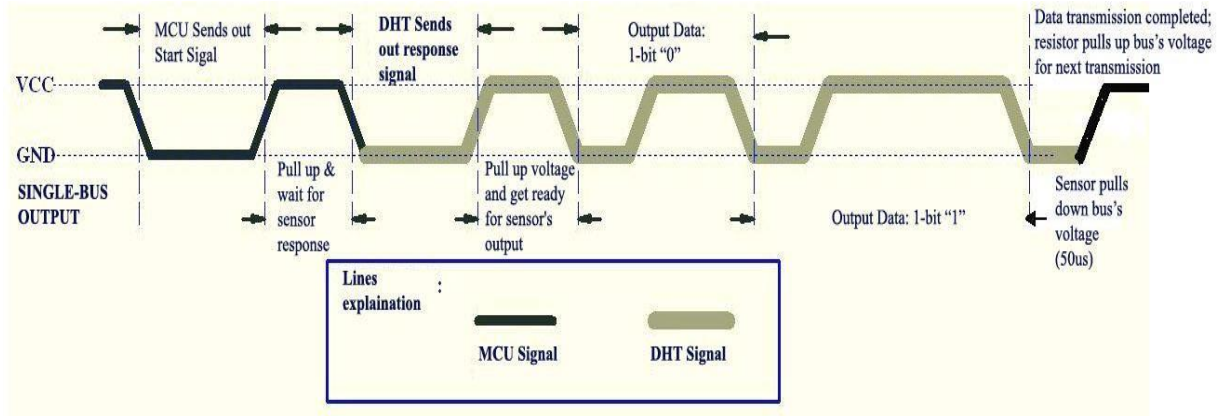 MCU Sends out
Start Sigal
DHT Sends
out response
signal
Output Data:
1-bit “0”
Data transmission completed;
resistor pulls up bus’s voltage
for next transmission
VCC
GND
SINGLE-BUS
OUTPUT
Pull up &
wait for
sensor
response
Pull up voltage
and get ready
for sensor's
output
Output Data: 1-bit “1”
Sensor pulls
down bus’s
voltage
(50us)
Lines
explaination :
MCU Signal
DHT Signal